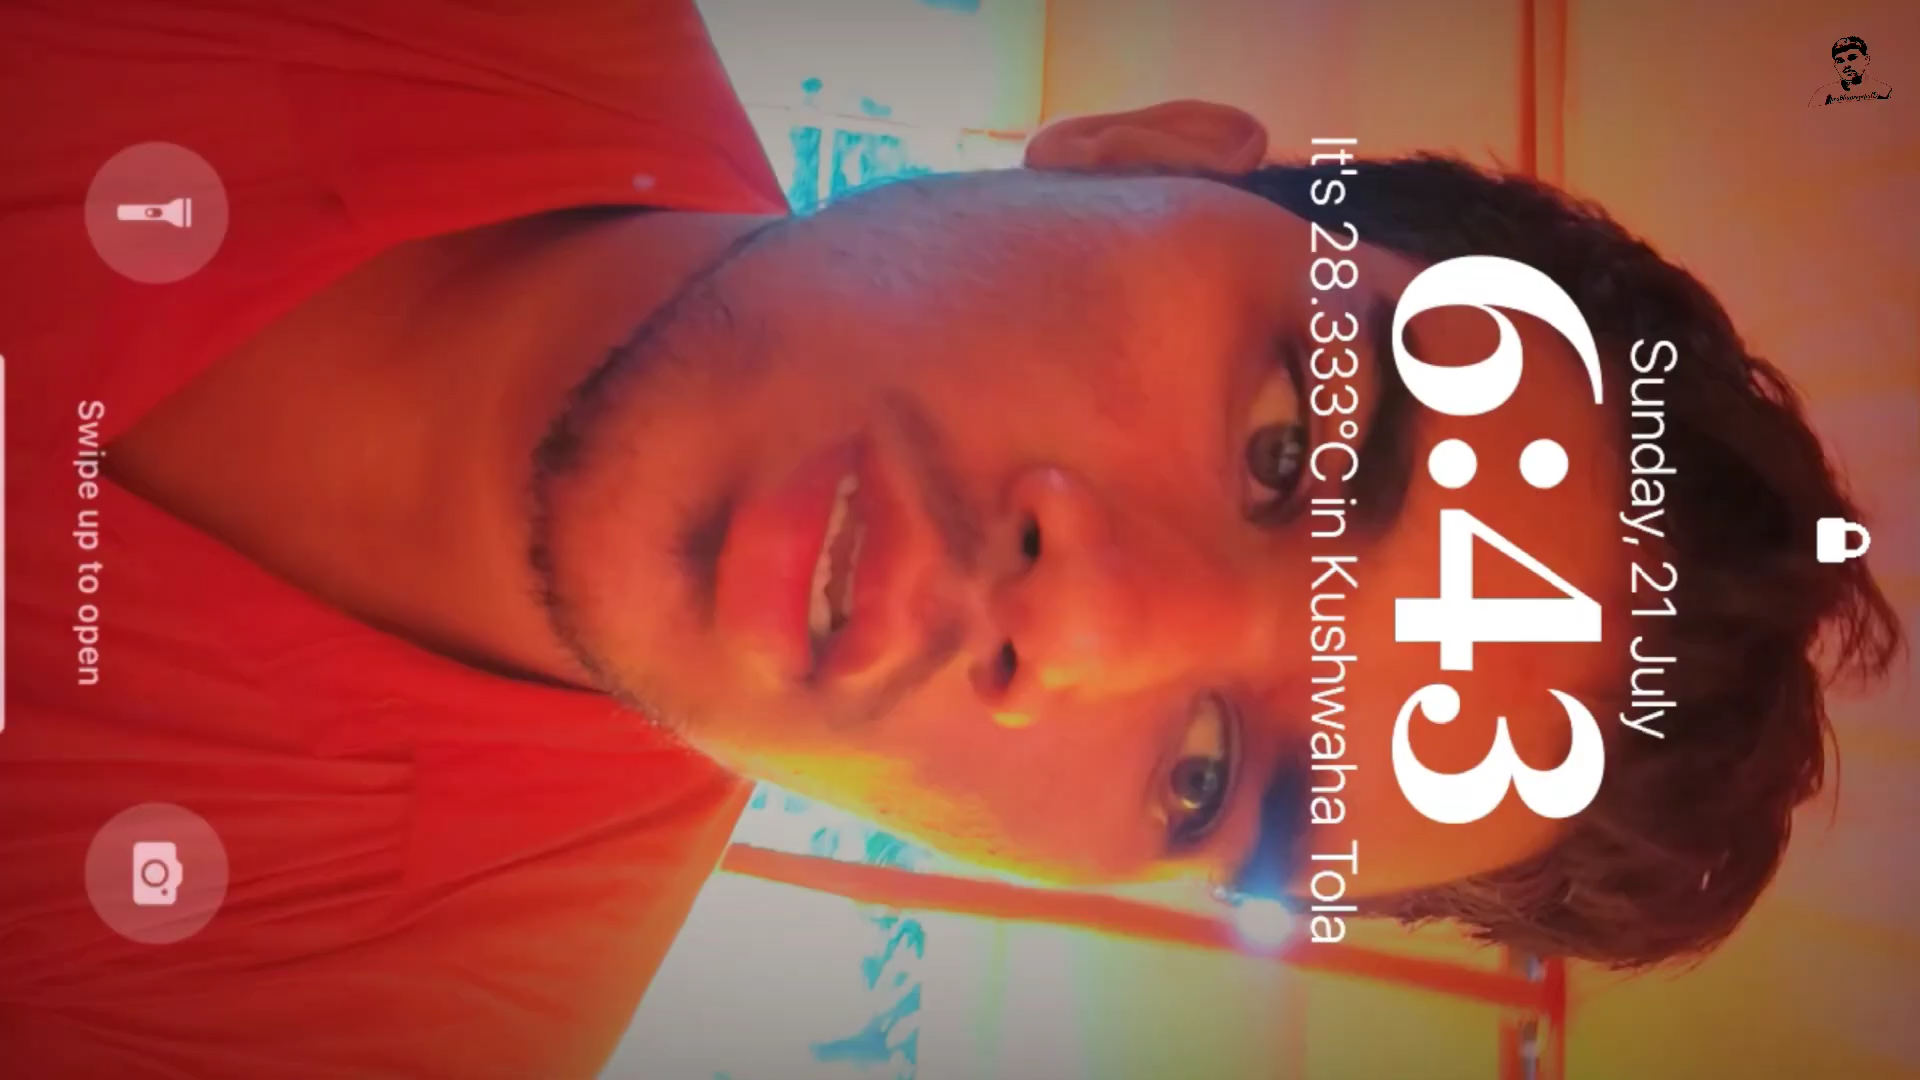 Sunday, 21 July
6:43
It's 28.333°C in Kushwaha Tola
Swipe up to open